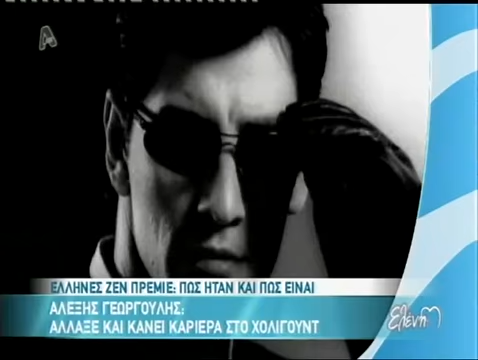 A
ΕΛΛΗΝΕΣ ΖΕΝ ΠΡΕΜΙΕ: ΠΩΣ ΗΤΑΝ ΚΑΙ ΠΩΣ ΕΙΝΑΙ
ΑΛΕΞΗΣ ΓΕΩΡΓΟΥΛΗΣ:
ΑΛΛΑΞΕ ΚΑΙ ΚΑΝΕΙ ΚΑΡΙΕΡΑ ΣΤΟ ΧΟΛΙΓΟΥΝΤ
Ελένη